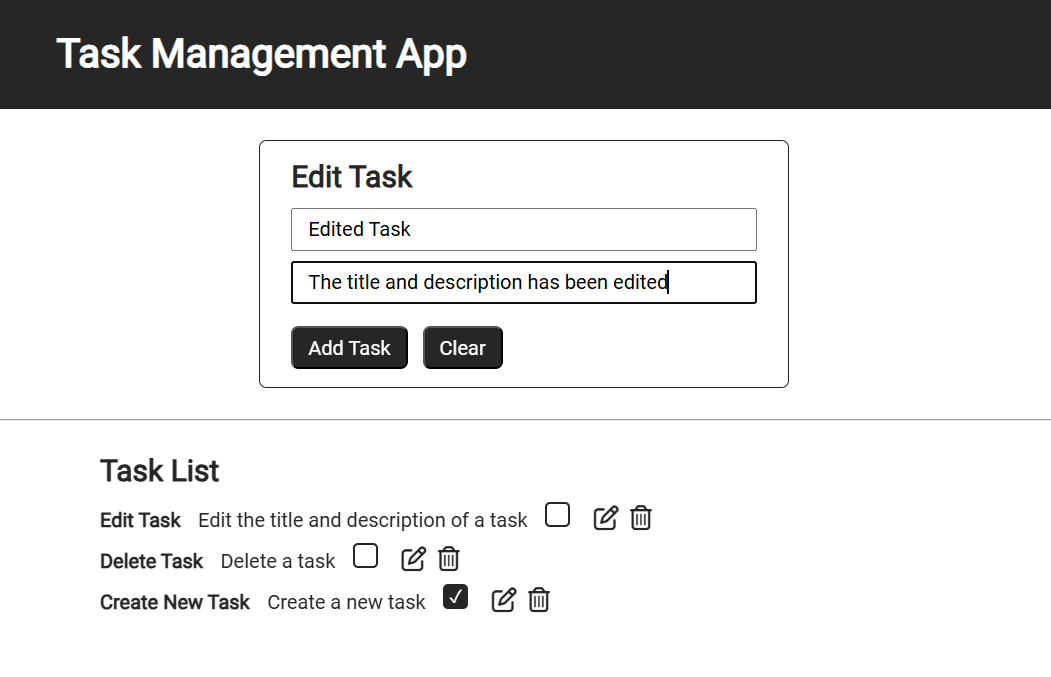 Task Management App
Edit Task
Edited Task
The title and description has been edited
Add Task Clear
Task List
Edit Task Edit the title and description of a task
Delete Task Delete a task
Create New Task Create a new task